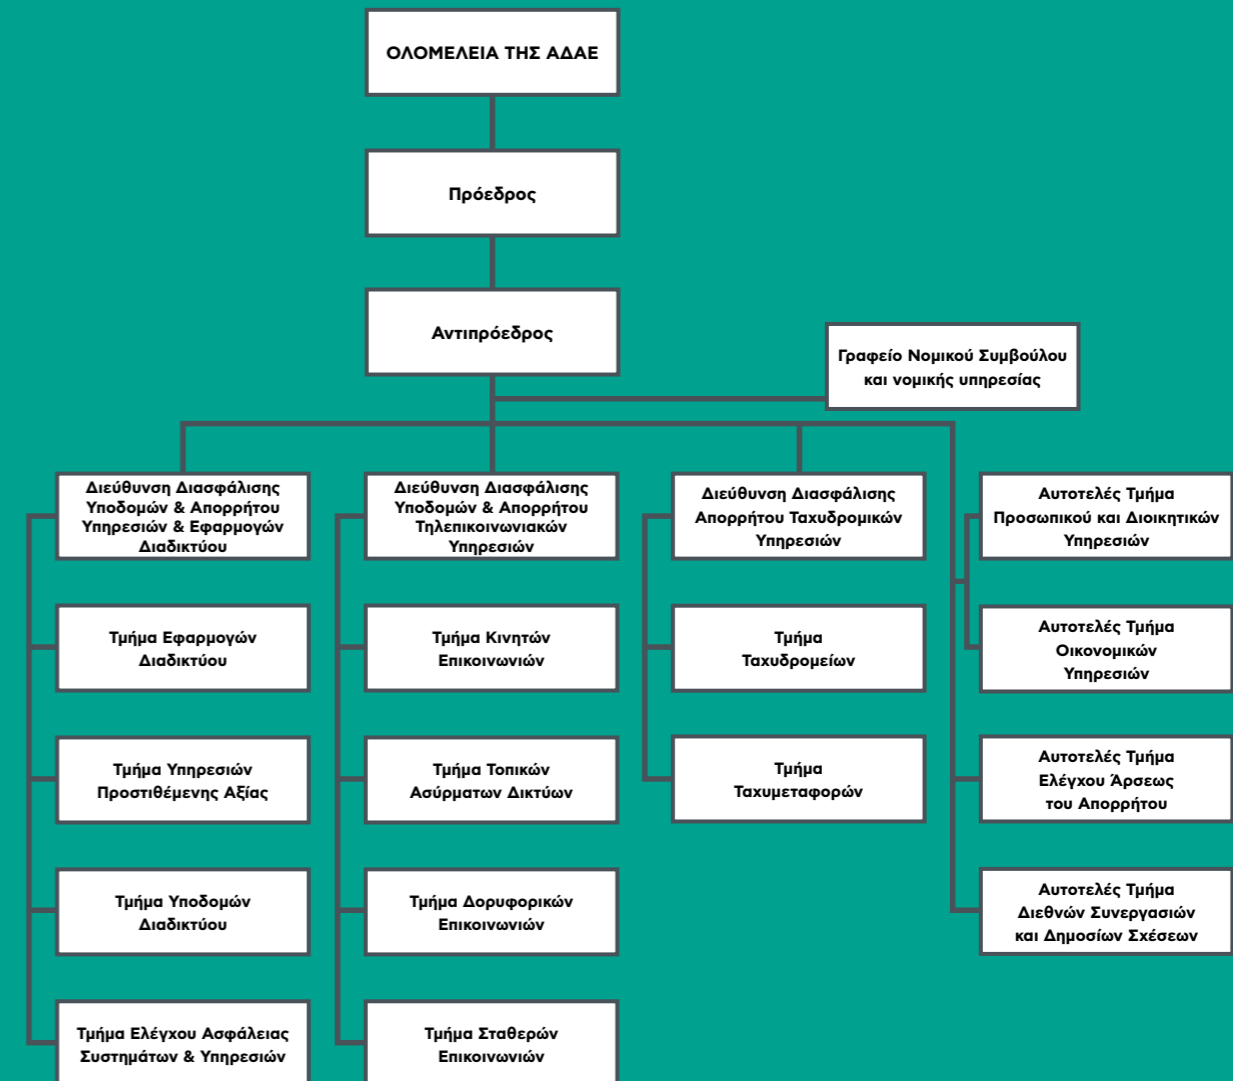 ΟΛΟΜΕΛΕΙΑ ΤΗΣ ΑΔΑΕ
Πρόεδρος
Αντιπρόεδρος
Γραφείο Νομικού Συμβούλου
και νομικής υπηρεσίας
Διεύθυνση Διασφάλισης
Υποδομών & Απορρήτου
Υπηρεσιών & Εφαρμογών
Διαδικτύου
Τμήμα Εφαρμογών
Διαδικτύου
Τμήμα Υπηρεσιών
Προστιθέμενης Αξίας
Τμήμα Υποδομών
Διαδικτύου
Τμήμα Ελέγχου Ασφάλειας
Συστημάτων & Υπηρεσιών
Διεύθυνση Διασφάλισης
Υποδομών & Απορρήτου
Τηλεπικοινωνιακών
Υπηρεσιών
Τμήμα Κινητών
Επικοινωνιών
Τμήμα Τοπικών
Ασύρματων Δικτύων
Τμήμα Δορυφορικών
Επικοινωνιών
Τμήμα Σταθερών
Επικοινωνιών
Διεύθυνση Διασφάλισης
Απορρήτου Ταχυδρομικών
Υπηρεσιών
Τμήμα
Ταχυδρομείων
Τμήμα
Ταχυμεταφορών
Αυτοτελές Τμήμα
Προσωπικού και Διοικητικών
Υπηρεσιών
Αυτοτελές Τμήμα
Οικονομικών
Υπηρεσιών
Αυτοτελές Τμήμα
Ελέγχου Άρσεως
του Απορρήτου
Αυτοτελές Τμήμα
Διεθνών Συνεργασιών
και Δημοσίων Σχέσεων